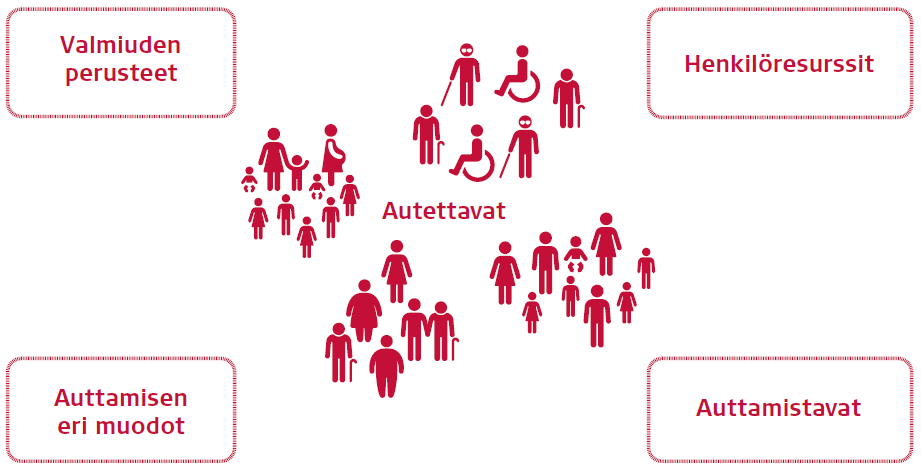 Valmiuden
perusteet
Henkilöresurssit
Autettavat
Auttamisen
eri muodot
Auttamistavat